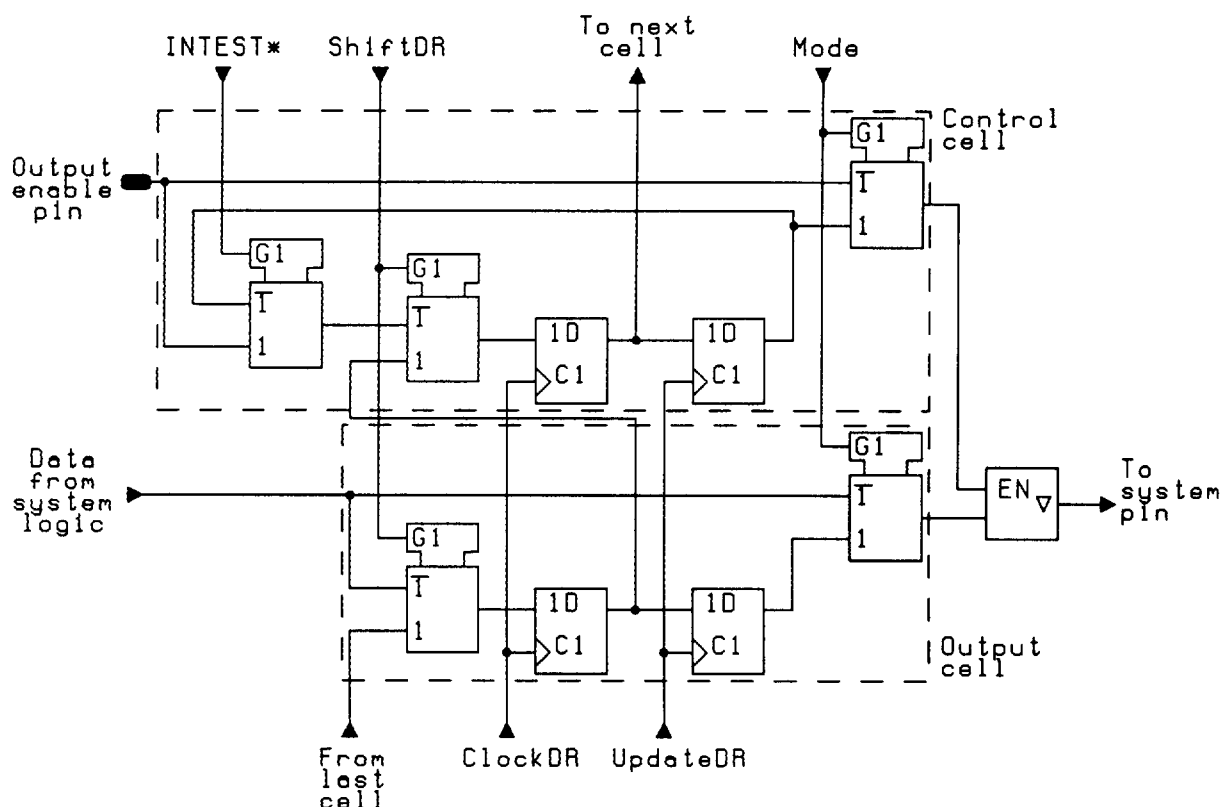 INTEST*
ShiftDR
To next
cell
Mode
Control
cell
Output
enable
pin
G1
T
1
G1
T
1
G1
T
1
1D
C1
1D
C1
Data
from
system
logic
G1
T
1
EN
To
system
pin
G1
T
1
1D
C1
1D
C1
Output
cell
From
last
cell
ClockDR
UpdateDR